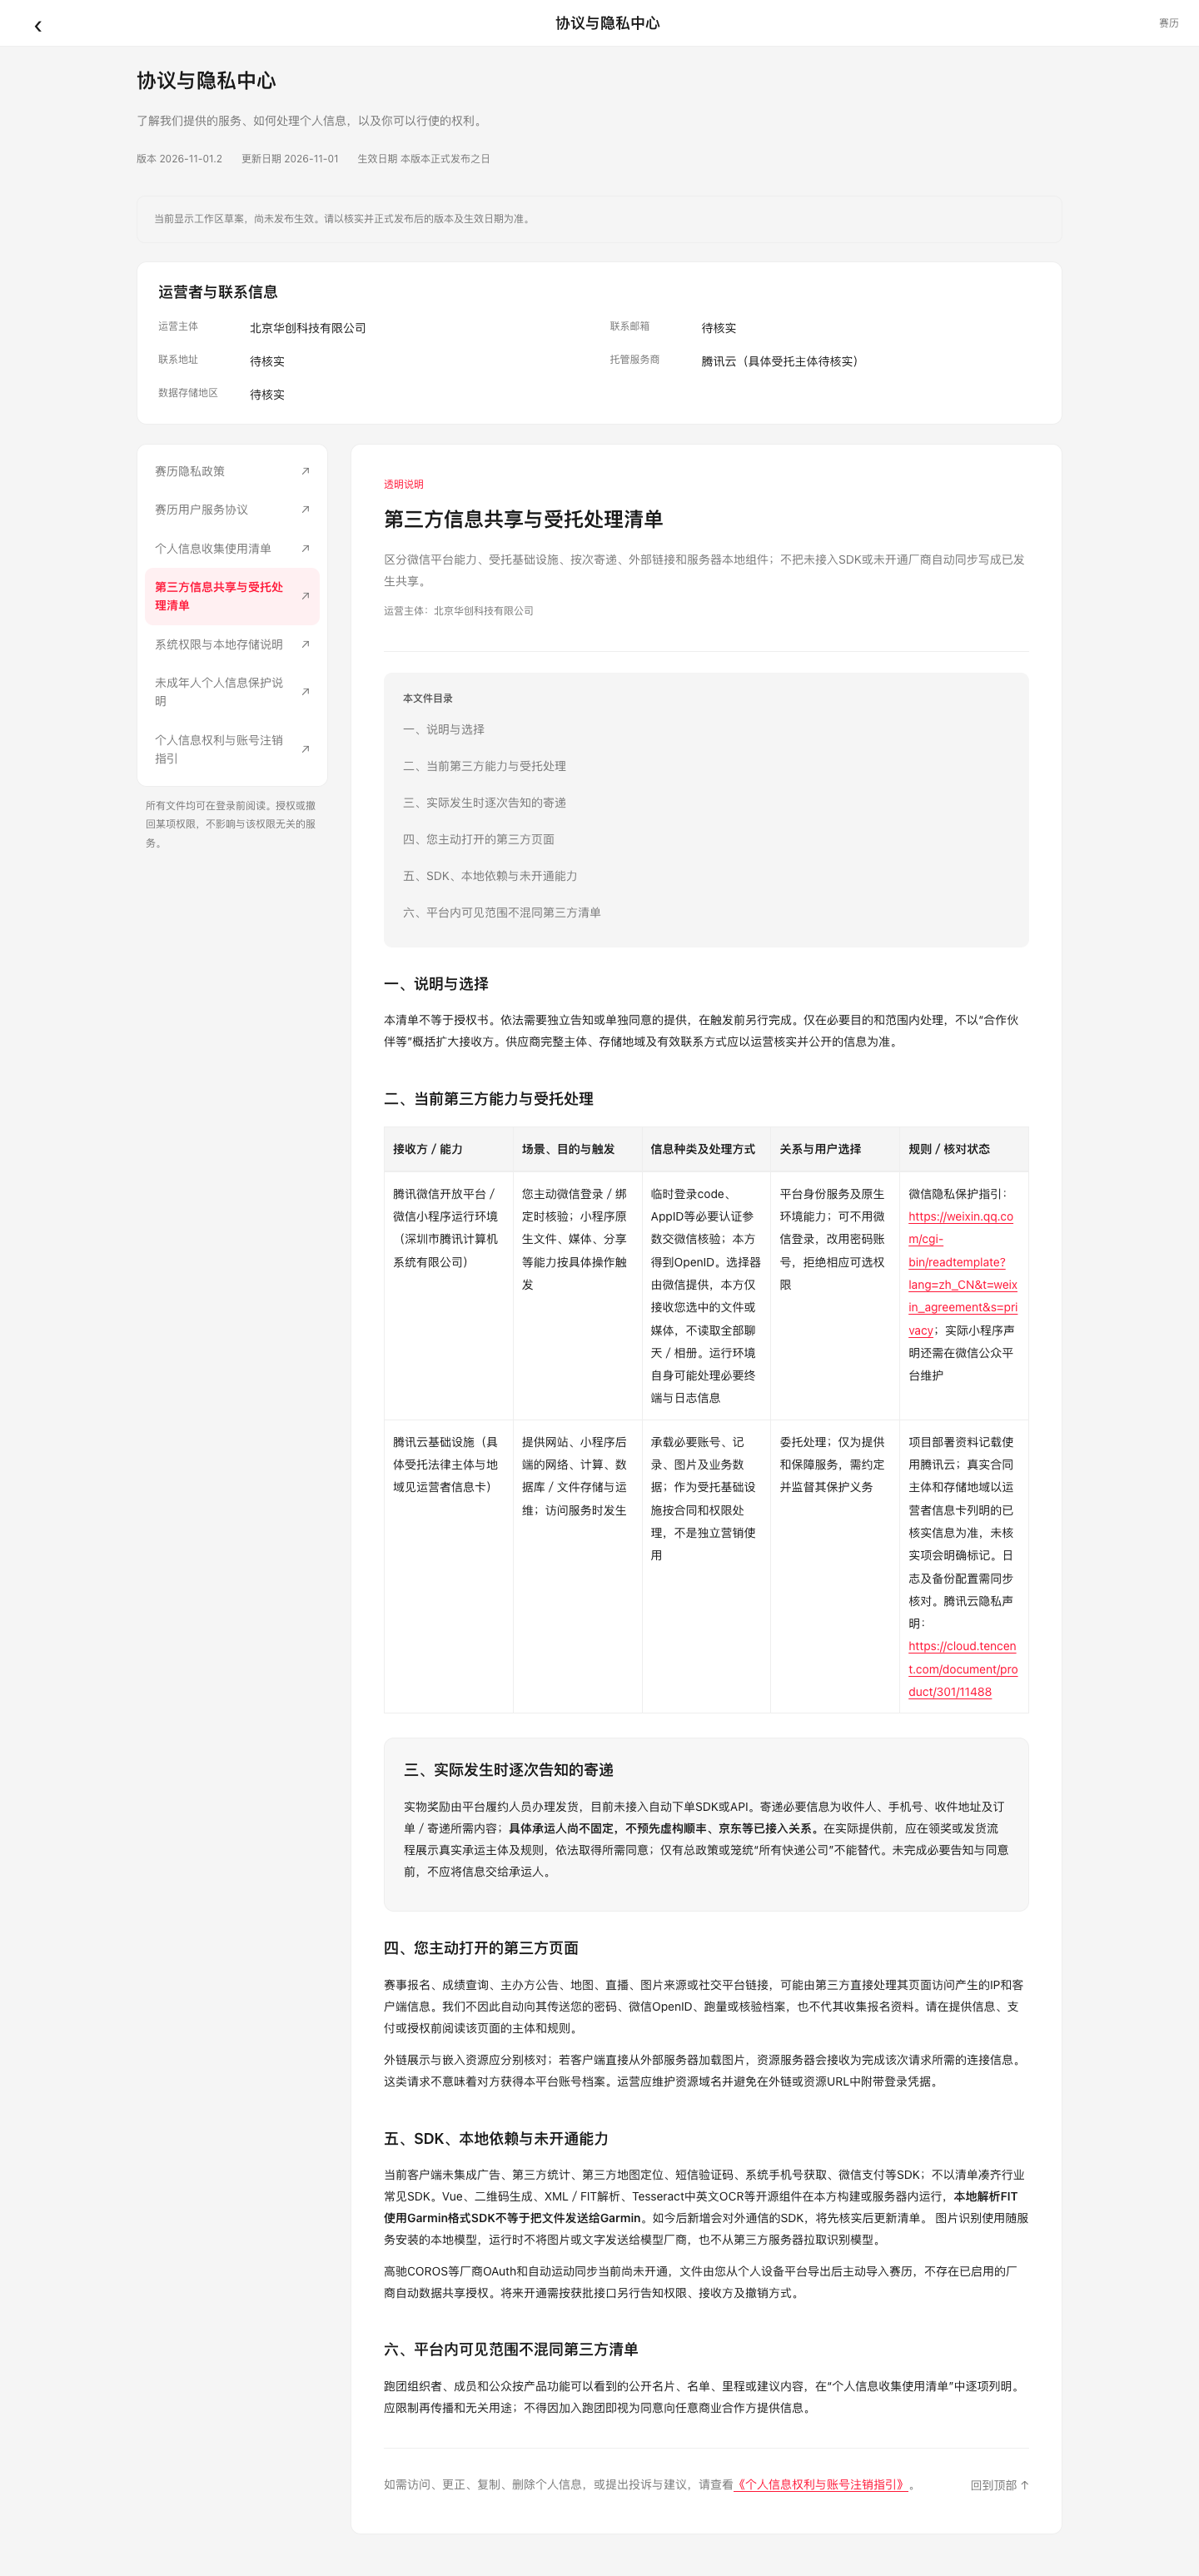 ‹
协议与隐私中心
赛历
协议与隐私中心
了解我们提供的服务、如何处理个人信息，以及你可以行使的权利。
版本 2026-11-01.2 更新日期 2026-11-01 生效日期 本版本正式发布之日
当前显示工作区草案，尚未发布生效。请以核实并正式发布后的版本及生效日期为准。
运营者与联系信息
运营主体 北京华创科技有限公司 联系邮箱 待核实
联系地址 待核实 托管服务商 腾讯云（具体受托主体待核实）
数据存储地区 待核实
赛历隐私政策 ↗
赛历用户服务协议 ↗
个人信息收集使用清单 ↗
第三方信息共享与受托处
理清单 ↗
系统权限与本地存储说明 ↗
未成年人个人信息保护说
明 ↗
个人信息权利与账号注销
指引 ↗
所有文件均可在登录前阅读。授权或撤
回某项权限，不影响与该权限无关的服
务。
透明说明
第三方信息共享与受托处理清单
区分微信平台能力、受托基础设施、按次寄递、外部链接和服务器本地组件；不把未接入SDK或未开通厂商自动同步写成已发
生共享。
运营主体：北京华创科技有限公司
本文件目录
一、说明与选择
二、当前第三方能力与受托处理
三、实际发生时逐次告知的寄递
四、您主动打开的第三方页面
五、SDK、本地依赖与未开通能力
六、平台内可见范围不混同第三方清单
一、说明与选择
本清单不等于授权书。依法需要独立告知或单独同意的提供，在触发前另行完成。仅在必要目的和范围内处理，不以“合作伙
伴等”概括扩大接收方。供应商完整主体、存储地域及有效联系方式应以运营核实并公开的信息为准。
二、当前第三方能力与受托处理
接收方 / 能力
场景、目的与触发
信息种类及处理方式
关系与用户选择
规则 / 核对状态
腾讯微信开放平台 /
微信小程序运行环境
（深圳市腾讯计算机
系统有限公司）
您主动微信登录 / 绑
定时核验；小程序原
生文件、媒体、分享
等能力按具体操作触
发
临时登录code、
AppID等必要认证参
数交微信核验；本方
得到OpenID。选择器
由微信提供，本方仅
接收您选中的文件或
媒体，不读取全部聊
天 / 相册。运行环境
自身可能处理必要终
端与日志信息
平台身份服务及原生
环境能力；可不用微
信登录，改用密码账
号，拒绝相应可选权
限
微信隐私保护指引：
https://weixin.qq.co
m/cgi-
bin/readtemplate?
lang=zh_CN&t=weix
in_agreement&s=pri
vacy；实际小程序声
明还需在微信公众平
台维护
腾讯云基础设施（具
体受托法律主体与地
域见运营者信息卡）
提供网站、小程序后
端的网络、计算、数
据库 / 文件存储与运
维；访问服务时发生
承载必要账号、记
录、图片及业务数
据；作为受托基础设
施按合同和权限处
理，不是独立营销使
用
委托处理；仅为提供
和保障服务，需约定
并监督其保护义务
项目部署资料记载使
用腾讯云；真实合同
主体和存储地域以运
营者信息卡列明的已
核实信息为准，未核
实项会明确标记。日
志及备份配置需同步
核对。腾讯云隐私声
明：
https://cloud.tencen
t.com/document/pro
duct/301/11488
三、实际发生时逐次告知的寄递
实物奖励由平台履约人员办理发货，目前未接入自动下单SDK或API。寄递必要信息为收件人、手机号、收件地址及订
单 / 寄递所需内容；具体承运人尚不固定，不预先虚构顺丰、京东等已接入关系。在实际提供前，应在领奖或发货流
程展示真实承运主体及规则，依法取得所需同意；仅有总政策或笼统“所有快递公司”不能替代。未完成必要告知与同意
前，不应将信息交给承运人。
四、您主动打开的第三方页面
赛事报名、成绩查询、主办方公告、地图、直播、图片来源或社交平台链接，可能由第三方直接处理其页面访问产生的IP和客
户端信息。我们不因此自动向其传送您的密码、微信OpenID、跑量或核验档案，也不代其收集报名资料。请在提供信息、支
付或授权前阅读该页面的主体和规则。
外链展示与嵌入资源应分别核对；若客户端直接从外部服务器加载图片，资源服务器会接收为完成该次请求所需的连接信息。
这类请求不意味着对方获得本平台账号档案。运营应维护资源域名并避免在外链或资源URL中附带登录凭据。
五、SDK、本地依赖与未开通能力
当前客户端未集成广告、第三方统计、第三方地图定位、短信验证码、系统手机号获取、微信支付等SDK；不以清单凑齐行业
常见SDK。Vue、二维码生成、XML / FIT解析、Tesseract中英文OCR等开源组件在本方构建或服务器内运行，本地解析FIT
使用Garmin格式SDK不等于把文件发送给Garmin。如今后新增会对外通信的SDK，将先核实后更新清单。 图片识别使用随服
务安装的本地模型，运行时不将图片或文字发送给模型厂商，也不从第三方服务器拉取识别模型。
高驰COROS等厂商OAuth和自动运动同步当前尚未开通，文件由您从个人设备平台导出后主动导入赛历，不存在已启用的厂
商自动数据共享授权。将来开通需按获批接口另行告知权限、接收方及撤销方式。
六、平台内可见范围不混同第三方清单
跑团组织者、成员和公众按产品功能可以看到的公开名片、名单、里程或建议内容，在“个人信息收集使用清单”中逐项列明。
应限制再传播和无关用途；不得因加入跑团即视为同意向任意商业合作方提供信息。
如需访问、更正、复制、删除个人信息，或提出投诉与建议，请查看《个人信息权利与账号注销指引》。 回到顶部 ↑